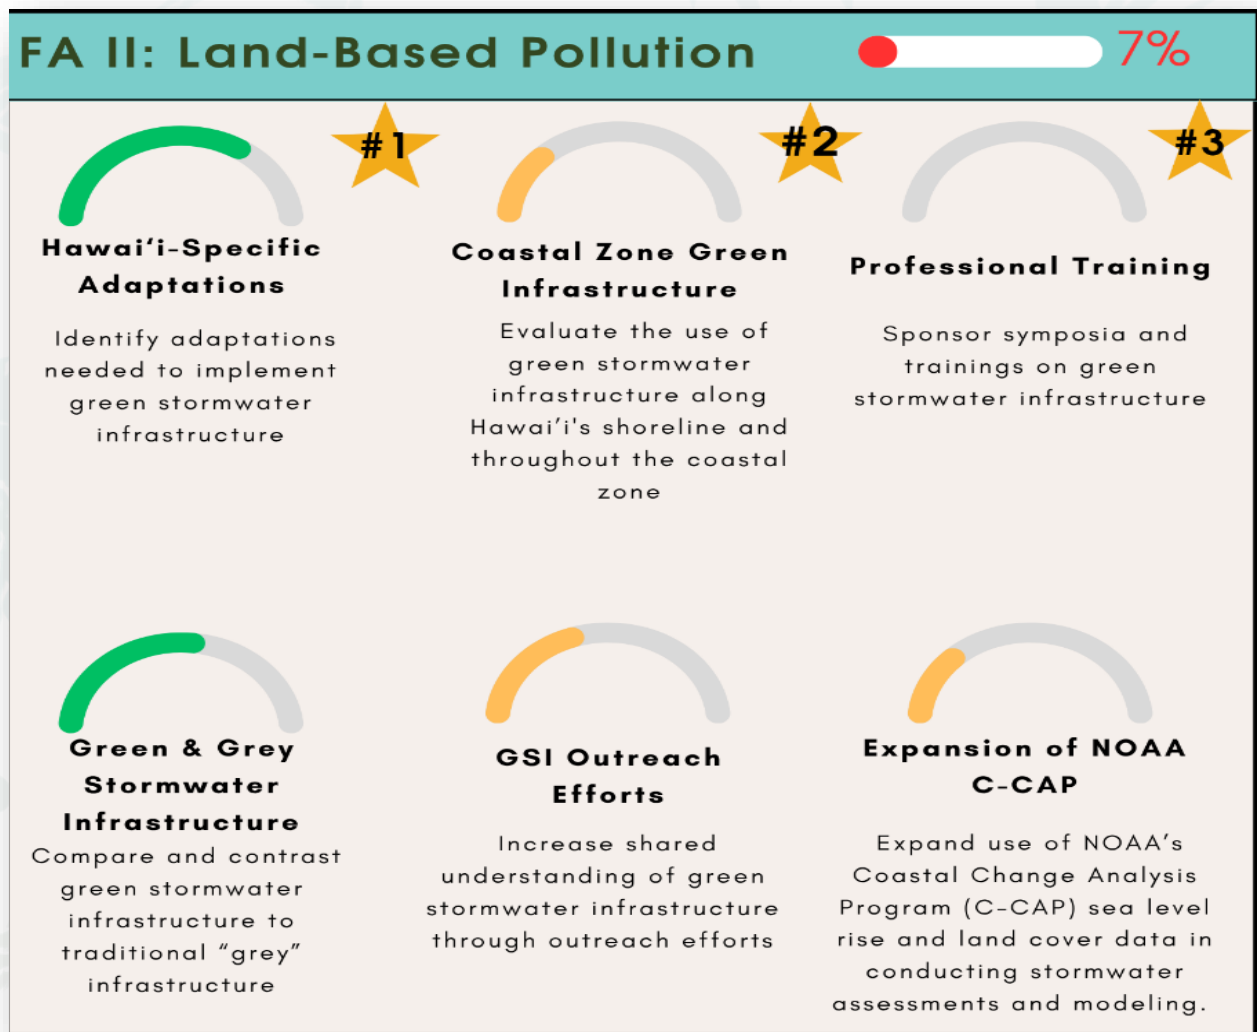 FA II: Land-Based Pollution
7%
#1
Hawaiʻi-Specific
Adaptations
Identify adaptations
needed to implement
green stormwater
infrastructure
#2
Coastal Zone Green
Infrastructure
Evaluate the use of
green stormwater
infrastructure along
Hawai’i's shoreline and
throughout the coastal
zone
#3
Professional Training
Sponsor symposia and
trainings on green
stormwater infrastructure
Green & Grey
Stormwater
Infrastructure
Compare and contrast
green stormwater
infrastructure to
traditional “grey”
infrastructure
GSI Outreach
Efforts
Increase shared
understanding of green
stormwater infrastructure
through outreach efforts
Expansion of NOAA
C-CAP
Expand use of NOAA’s
Coastal Change Analysis
Program (C-CAP) sea level
rise and land cover data in
conducting stormwater
assessments and modeling.